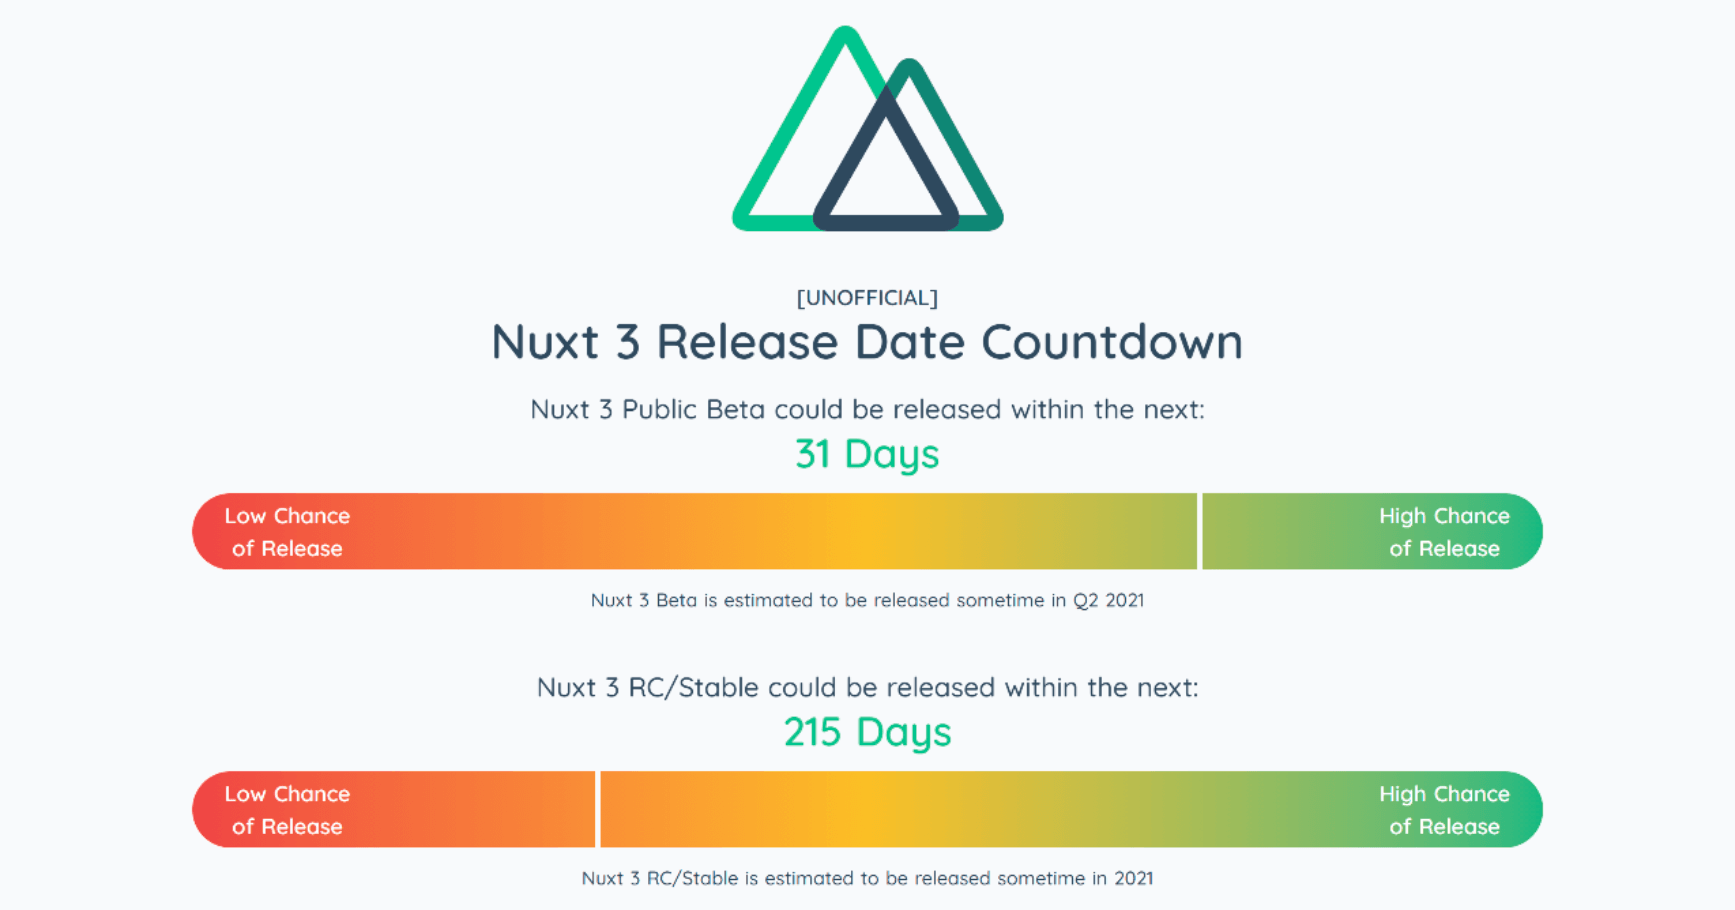 [UNOFFICIAL]
Nuxt 3 Release Date Countdown
Nuxt 3 Public Beta could be released within the next:
31 Days
Low Chance
of Release
High Chance
of Release
Nuxt 3 Beta is estimated to be released sometime in Q2 2021
Nuxt 3 RC/Stable could be released within the next:
215 Days
Low Chance
of Release
High Chance
of Release
Nuxt 3 RC/Stable is estimated to be released sometime in 2021